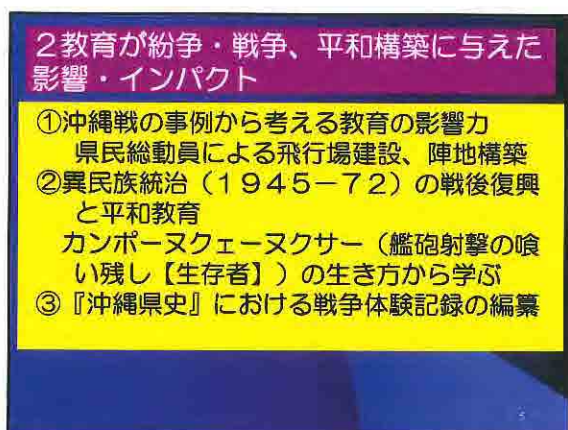 ２教育が紛争・戦争、平和構築に与えた
影響・インパクト
①沖縄戦の事例から考える教育の影響力
県民総動員による飛行場建設、陣地構築
②異民族統治（１９４５－７２）の戦後復興
と平和教育
カンポーヌクェーヌクサー（艦砲射撃の喰
い残し【生存者】）の生き方から学ぶ
③『沖縄県史』における戦争体験記録の編纂
5